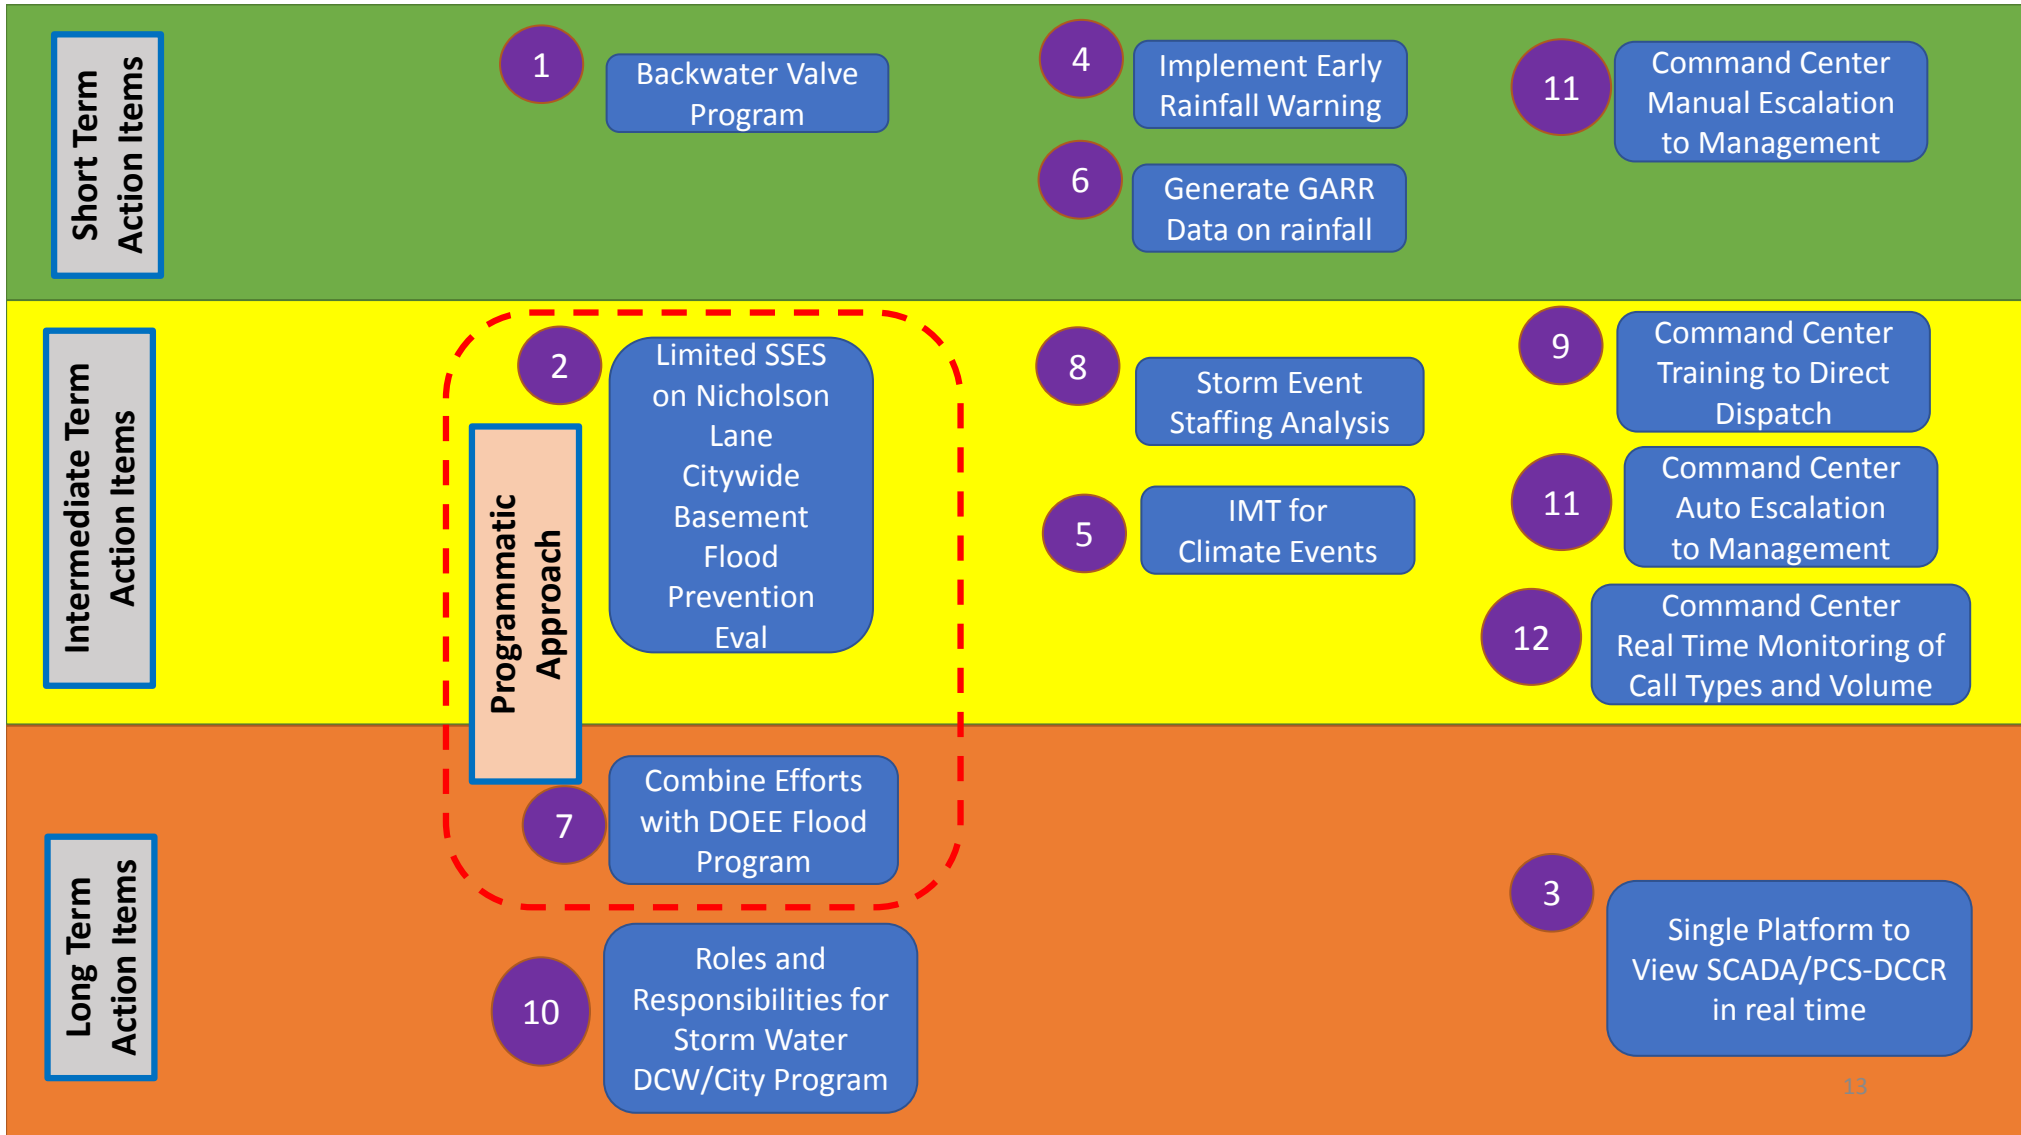 Short Term
Action Items
1
Backwater Valve
Program
4
Implement Early
Rainfall Warning
6
Generate GARR
Data on rainfall
11
Command Center
Manual Escalation
to Management
Intermediate Term
Action Items
Programmatic
Approach
2
Limited SSES
on Nicholson
Lane
Citywide
Basement
Flood
Prevention
Eval
8
Storm Event
Staffing Analysis
5
IMT for
Climate Events
9
Command Center
Training to Direct
Dispatch
11
Command Center
Auto Escalation
to Management
12
Command Center
Real Time Monitoring of
Call Types and Volume
Long Term
Action Items
7
Combine Efforts
with DOEE Flood
Program
10
Roles and
Responsibilities for
Storm Water
DCW/City Program
3
Single Platform to
View SCADA/PCS-DCCR
in real time
13